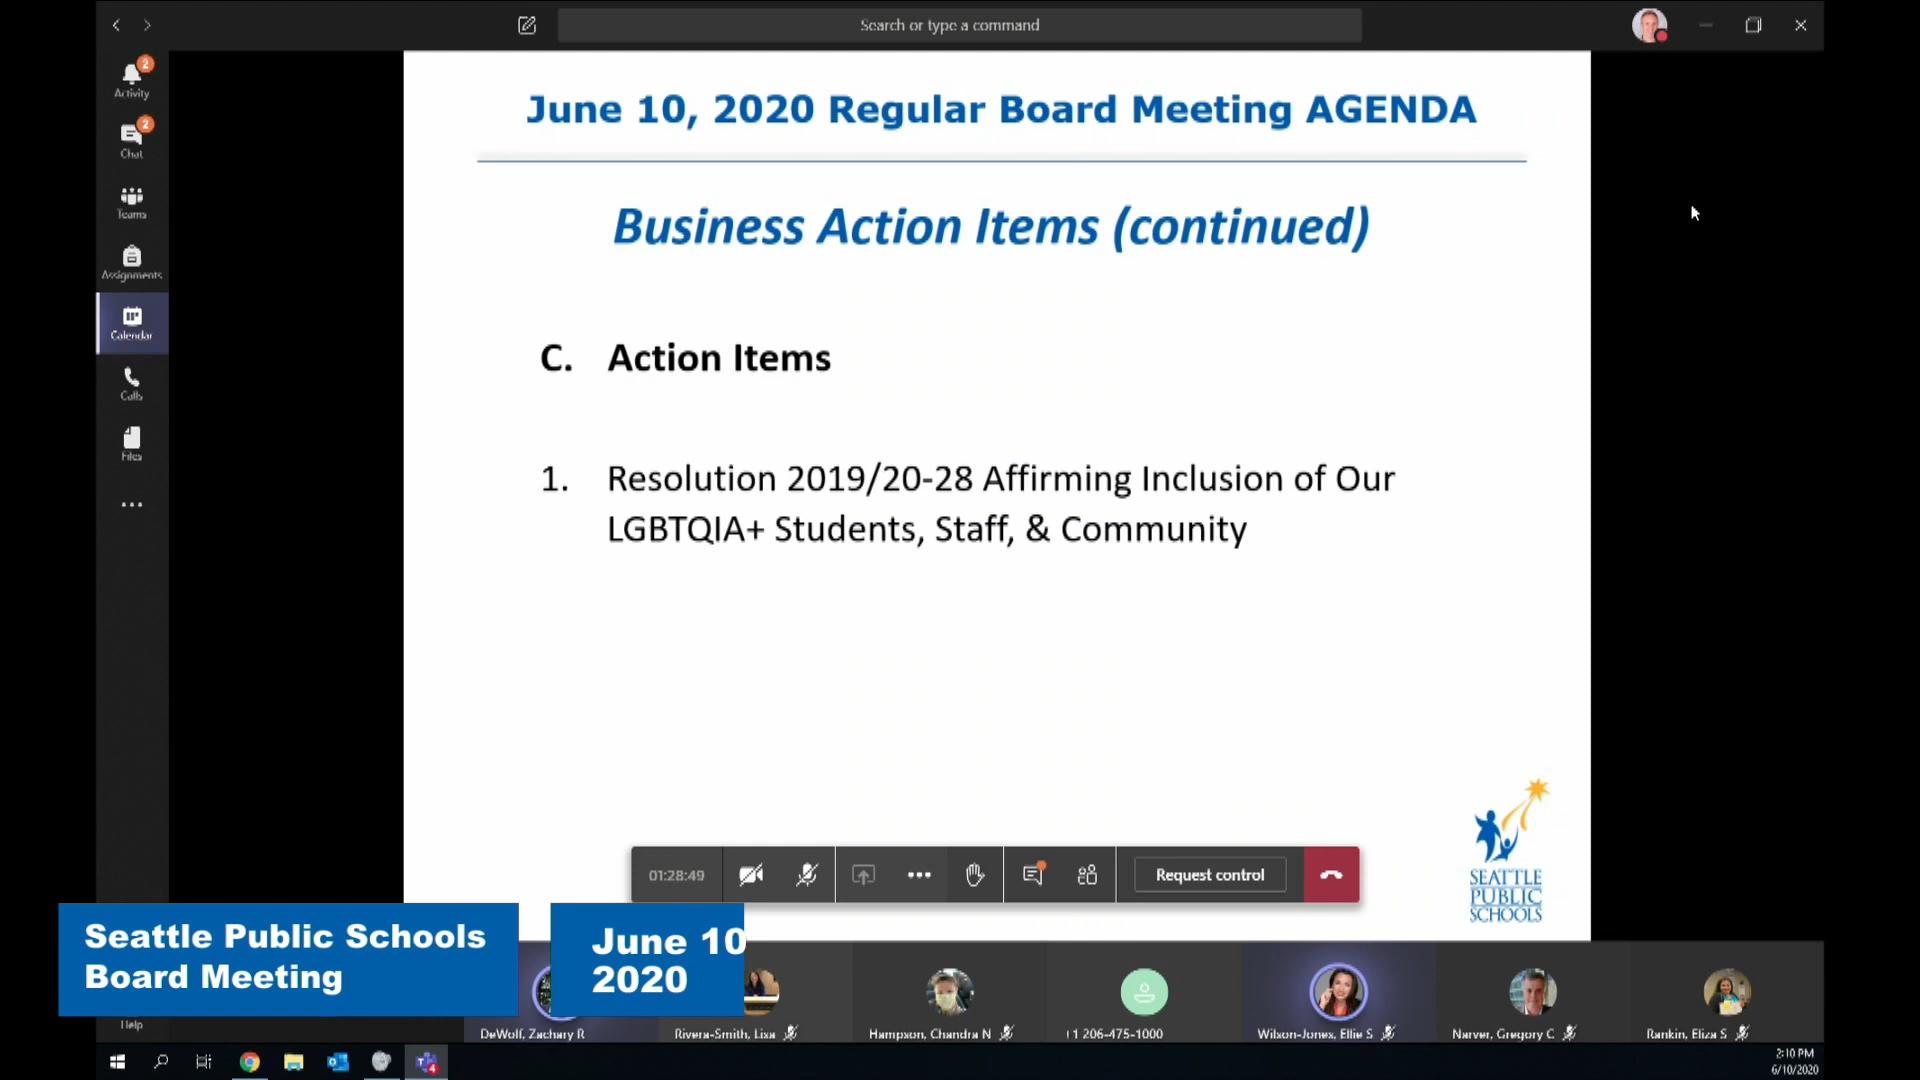 Search or type a command
2
Activity
2
Chat
Teams
Assignments
Calendar
Calls
Files
Help
June 10, 2020 Regular Board Meeting AGENDA
Business Action Items (continued)
C. Action Items
1. Resolution 2019/20-28 Affirming Inclusion of Our
LGBTQIA+ Students, Staff, & Community
01:28:49
Request control
SEATTLE
PUBLIC
SCHOOLS
Seattle Public Schools
Board Meeting
June 10
2020
DeWolf, Zachary R
Rivera-Smith, Lisa
Hampson, Chandra N
+1 206-475-1000
Wilson-Jones, Ellie S
Narver, Gregory C
Rankin, Eliza S
4
2:10 PM
6/10/2020